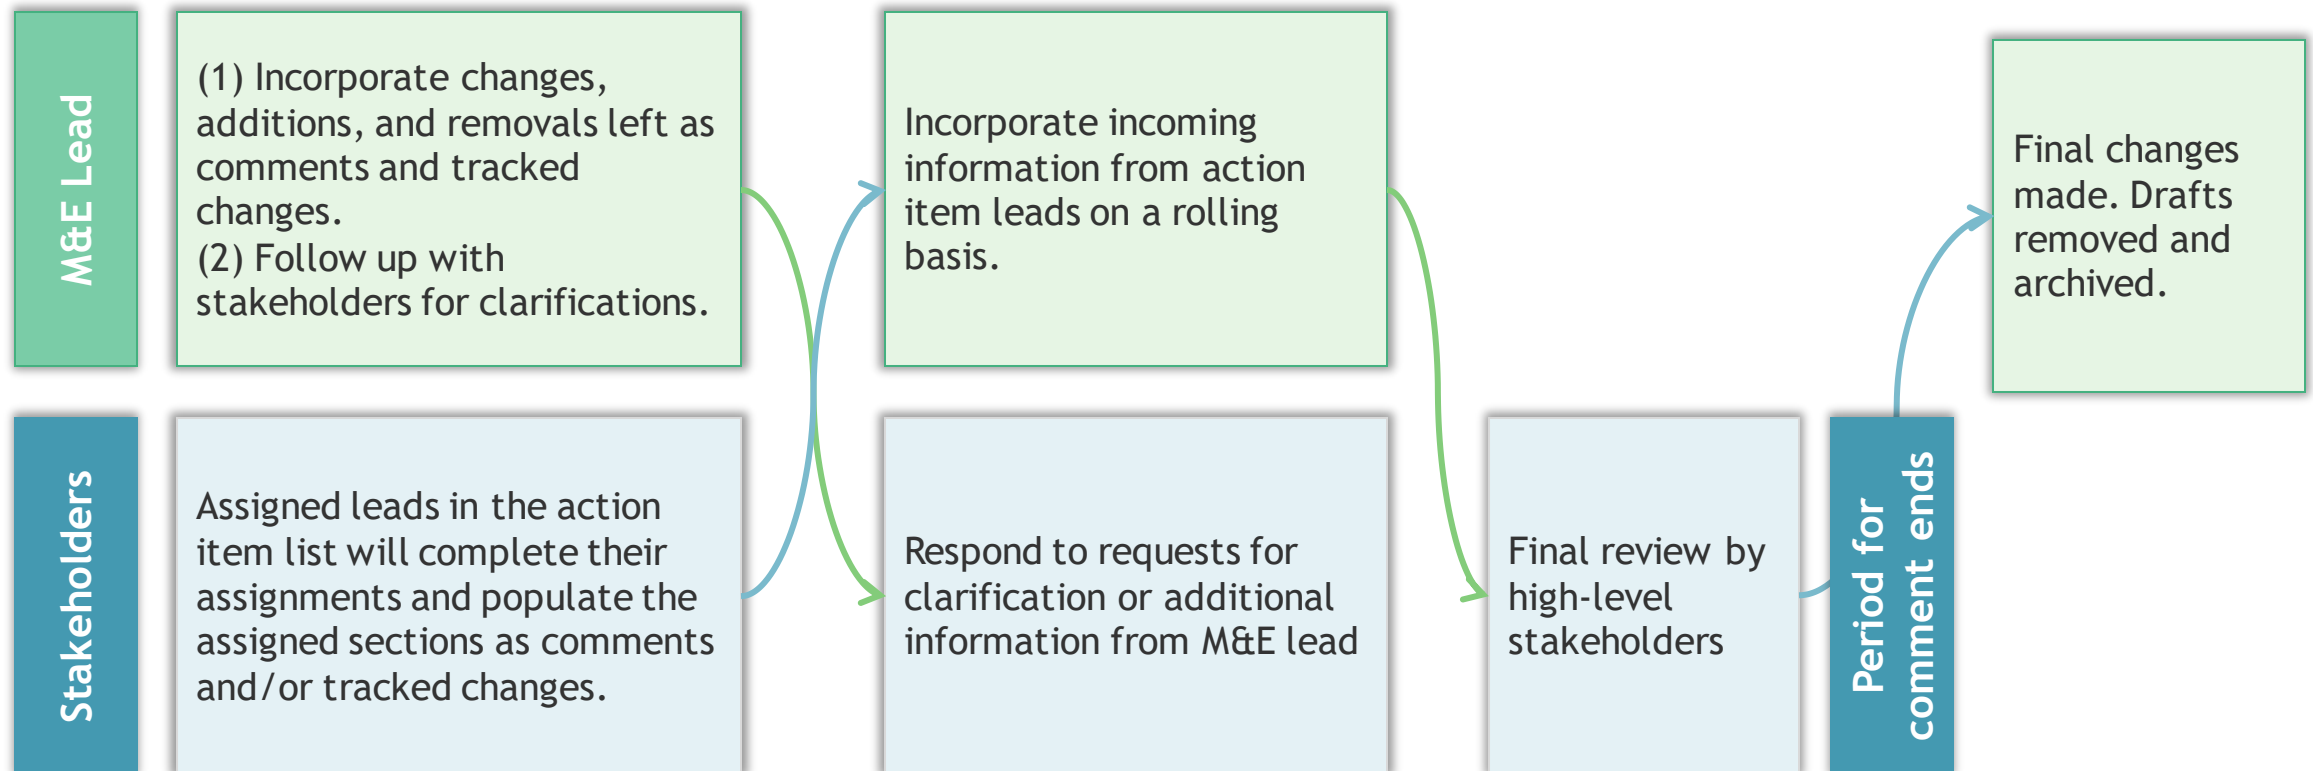 M&E Lead
(1) Incorporate changes,
additions, and removals left as
comments and tracked
changes.
(2) Follow up with
stakeholders for clarifications.
Incorporate incoming
information from action
item leads on a rolling
basis.
Final changes
made. Drafts
removed and
archived.
Stakeholders
Assigned leads in the action
item list will complete their
assignments and populate the
assigned sections as comments
and/or tracked changes.
Respond to requests for
clarification or additional
information from M&E lead
Final review by
high-level
stakeholders
Period for
comment ends